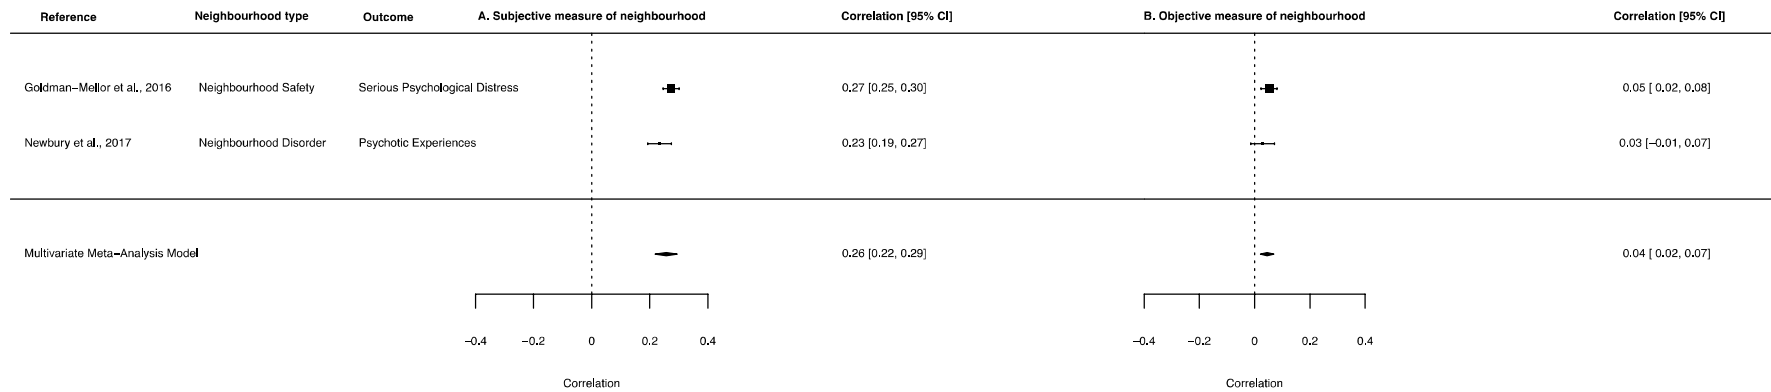 Reference Neighbourhood type Outcome A. Subjective measure of neighbourhood Correlation [95% CI] B. Objective measure of neighbourhood Correlation [95% CI]
Goldman−Mellor et al., 2016 Neighbourhood Safety Serious Psychological Distress 0.27 [0.25, 0.30] 0.05 [ 0.02, 0.08]
Newbury et al., 2017 Neighbourhood Disorder Psychotic Experiences 0.23 [0.19, 0.27] 0.03 [−0.01, 0.07]
Multivariate Meta−Analysis Model 0.26 [0.22, 0.29] 0.04 [ 0.02, 0.07]
−0.4 −0.2 0 0.2 0.4 −0.4 −0.2 0 0.2 0.4
Correlation Correlation